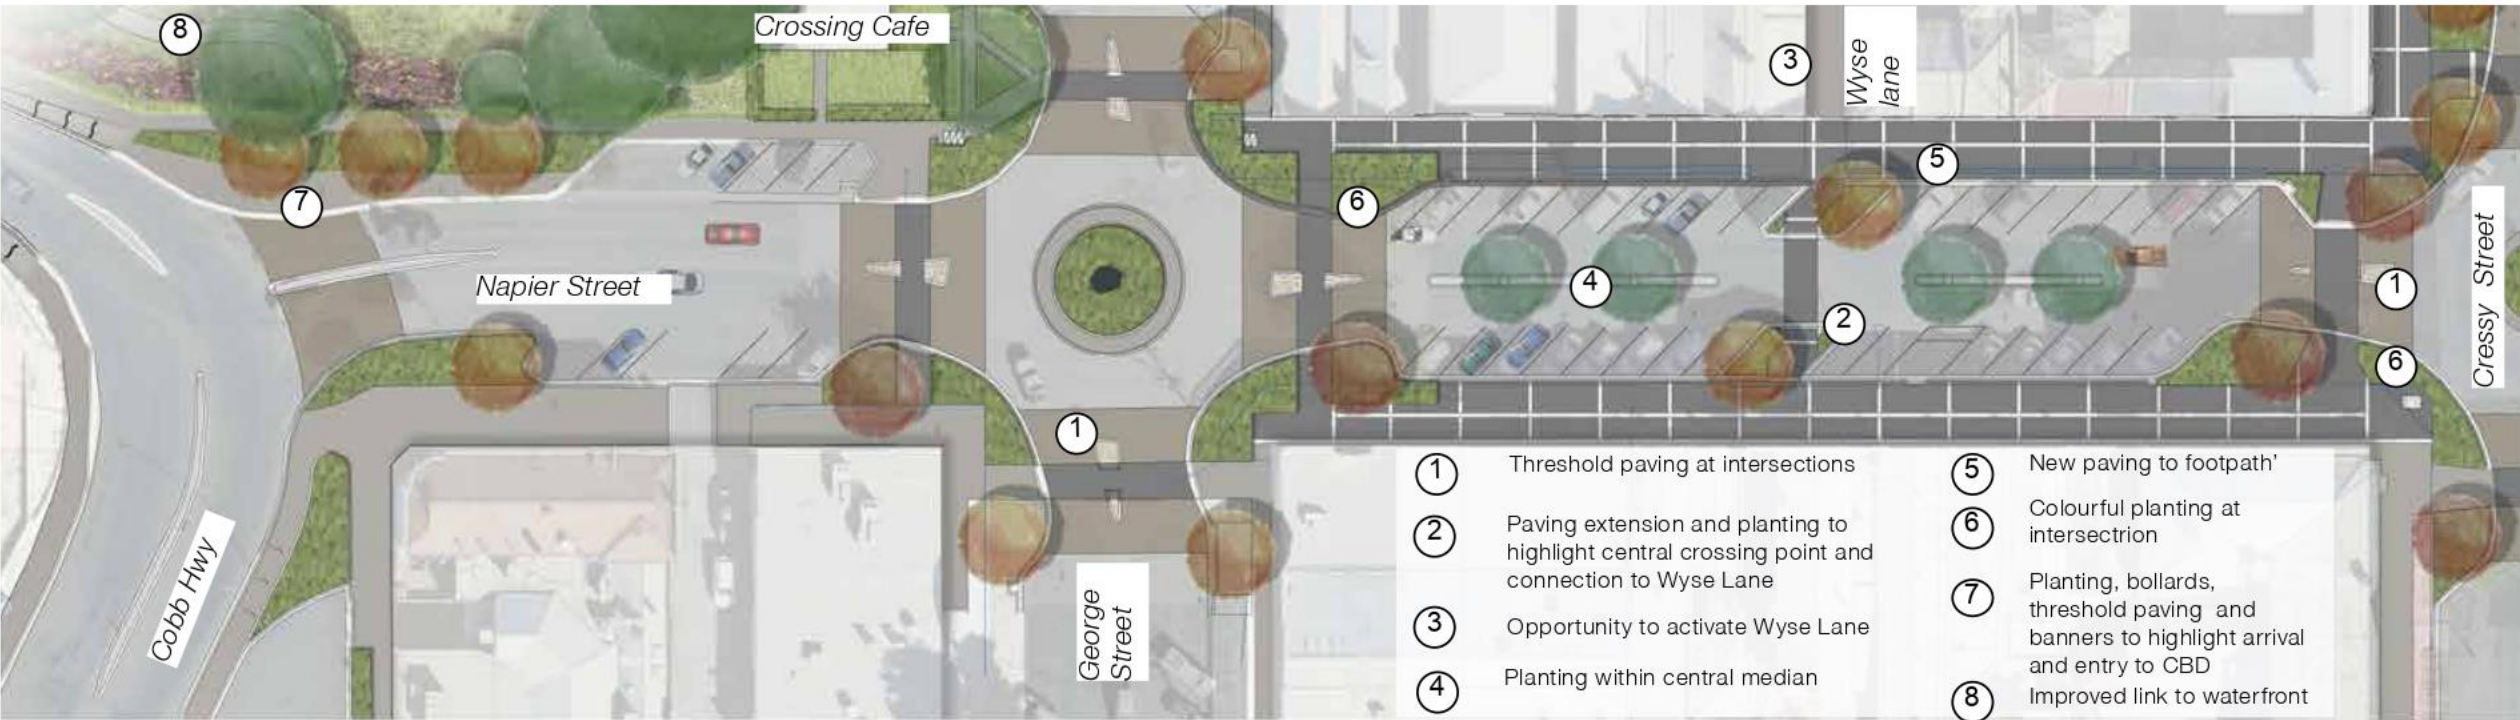 8
Crossing Cafe
3
Wyse
lane
5
7
6
Napier Street
4
1
2
Cressy Street
6
1
Cobb Hwy
George
Street
1 Threshold paving at intersections
2 Paving extension and planting to
highlight central crossing point and
connection to Wyse Lane
3 Opportunity to activate Wyse Lane
4 Planting within central median
5 New paving to footpath'
6 Colourful planting at
intersectrion
7 Planting, bollards,
threshold paving and
banners to highlight arrival
and entry to CBD
8 Improved link to waterfront